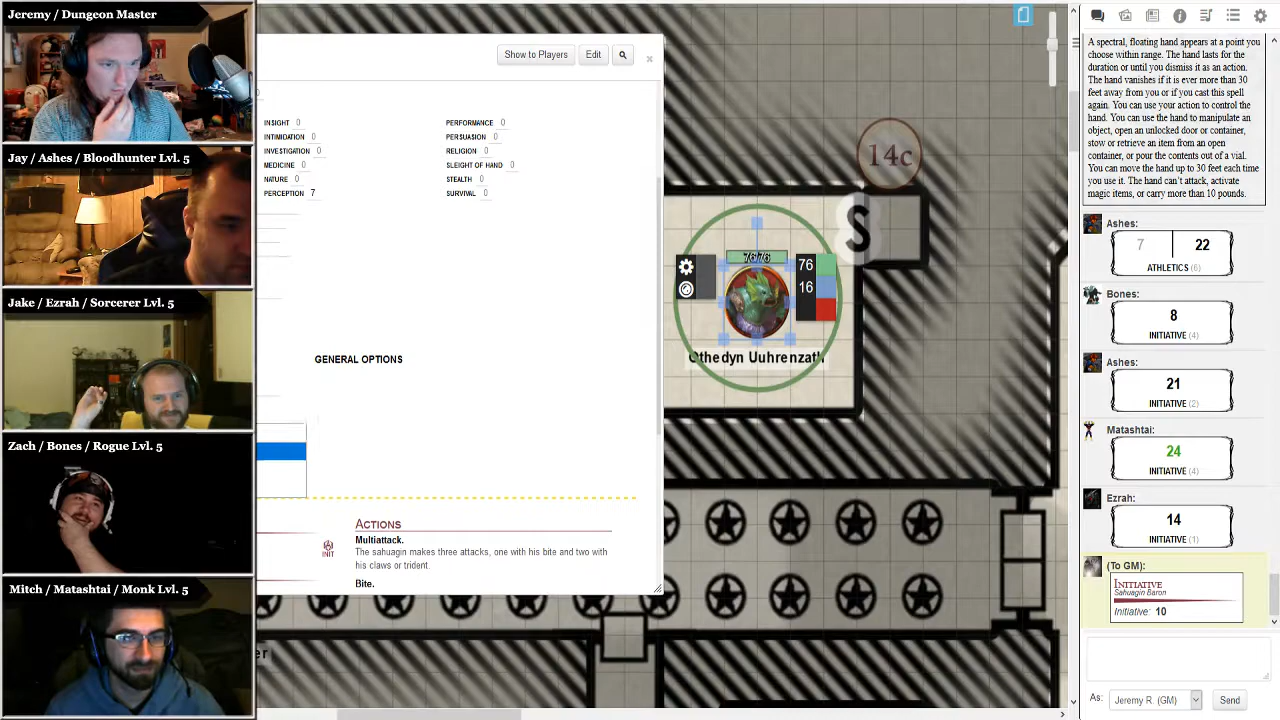 Jeremy / Dungeon Master
Jay / Ashes / Bloodhunter Lvl. 5
Jake / Ezrah / Sorcerer Lvl. 5
Zach / Bones / Rogue Lvl. 5
Mitch / Matashtai / Monk Lvl. 5
Show to Players
Edit
0
INSIGHT 0
INTIMIDATION 0
INVESTIGATION 0
MEDICINE 0
NATURE 0
PERCEPTION 7
PERFORMANCE 0
PERSUASION 0
RELIGION 0
SLEIGHT OF HAND 0
STEALTH 0
SURVIVAL 0
GENERAL OPTIONS
INIT
ACTIONS
Multiattack.
The sahuagin makes three attacks, one with his bite and two with
his claws or trident.
Bite.
14c
S
76/76
76
16
Othedyn Uuhrenzath
er
A spectral, floating hand appears at a point you
choose within range. The hand lasts for the
duration or until you dismiss it as an action.
The hand vanishes if it is ever more than 30
feet away from you or if you cast this spell
again. You can use your action to control the
hand. You can use the hand to manipulate an
object, open an unlocked door or container,
stow or retrieve an item from an open
container, or pour the contents out of a vial.
You can move the hand up to 30 feet each time
you use it. The hand can't attack, activate
magic items, or carry more than 10 pounds.
Ashes:
7 22
ATHLETICS (6)
Bones:
8
INITIATIVE (4)
Ashes:
21
INITIATIVE (2)
Matashtai:
24
INITIATIVE (4)
Ezrah:
14
INITIATIVE (1)
(To GM):
INITIATIVE
Sahuagin Baron
Initiative: 10
As: Jeremy R. (GM)
Send